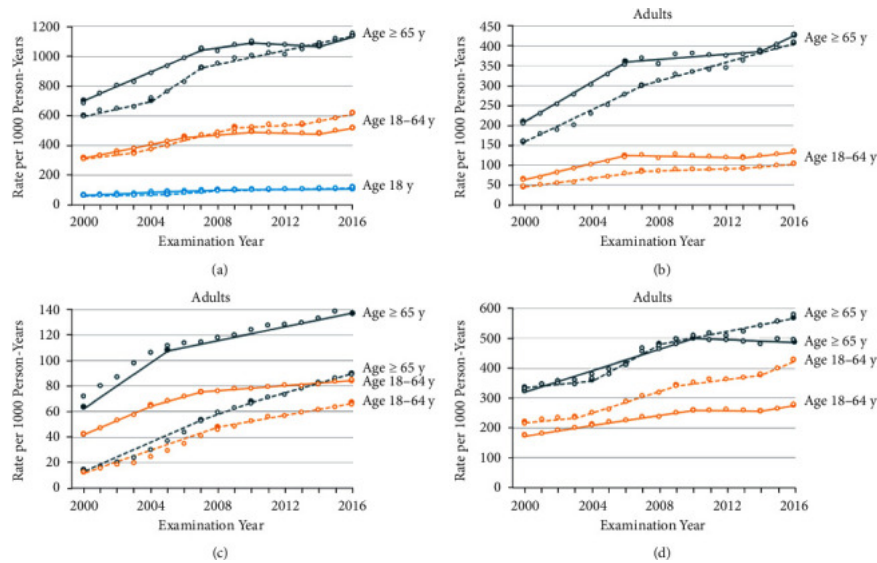 (a)
1200
1000
800
600
400
200
0
Rate per 1000 Person-Years
Age ≥ 65 y
Age 18–64 y
Age 18 y
2000 2004 2008 2012 2016
Examination Year
(a)
Adults
450
400
350
300
250
200
150
100
50
0
Rate per 1000 Person-Years
Age ≥ 65 y
Age 18–64 y
2000 2004 2008 2012 2016
Examination Year
(b)
Adults
140
120
100
80
60
40
20
0
Rate per 1000 Person-Years
Age ≥ 65 y
Age ≥ 65 y
Age 18–64 y
Age 18–64 y
2000 2004 2008 2012 2016
Examination Year
(c)
Adults
600
500
400
300
200
100
0
Rate per 1000 Person-Years
Age ≥ 65 y
Age ≥ 65 y
Age 18–64 y
Age 18–64 y
2000 2004 2008 2012 2016
Examination Year
(d)